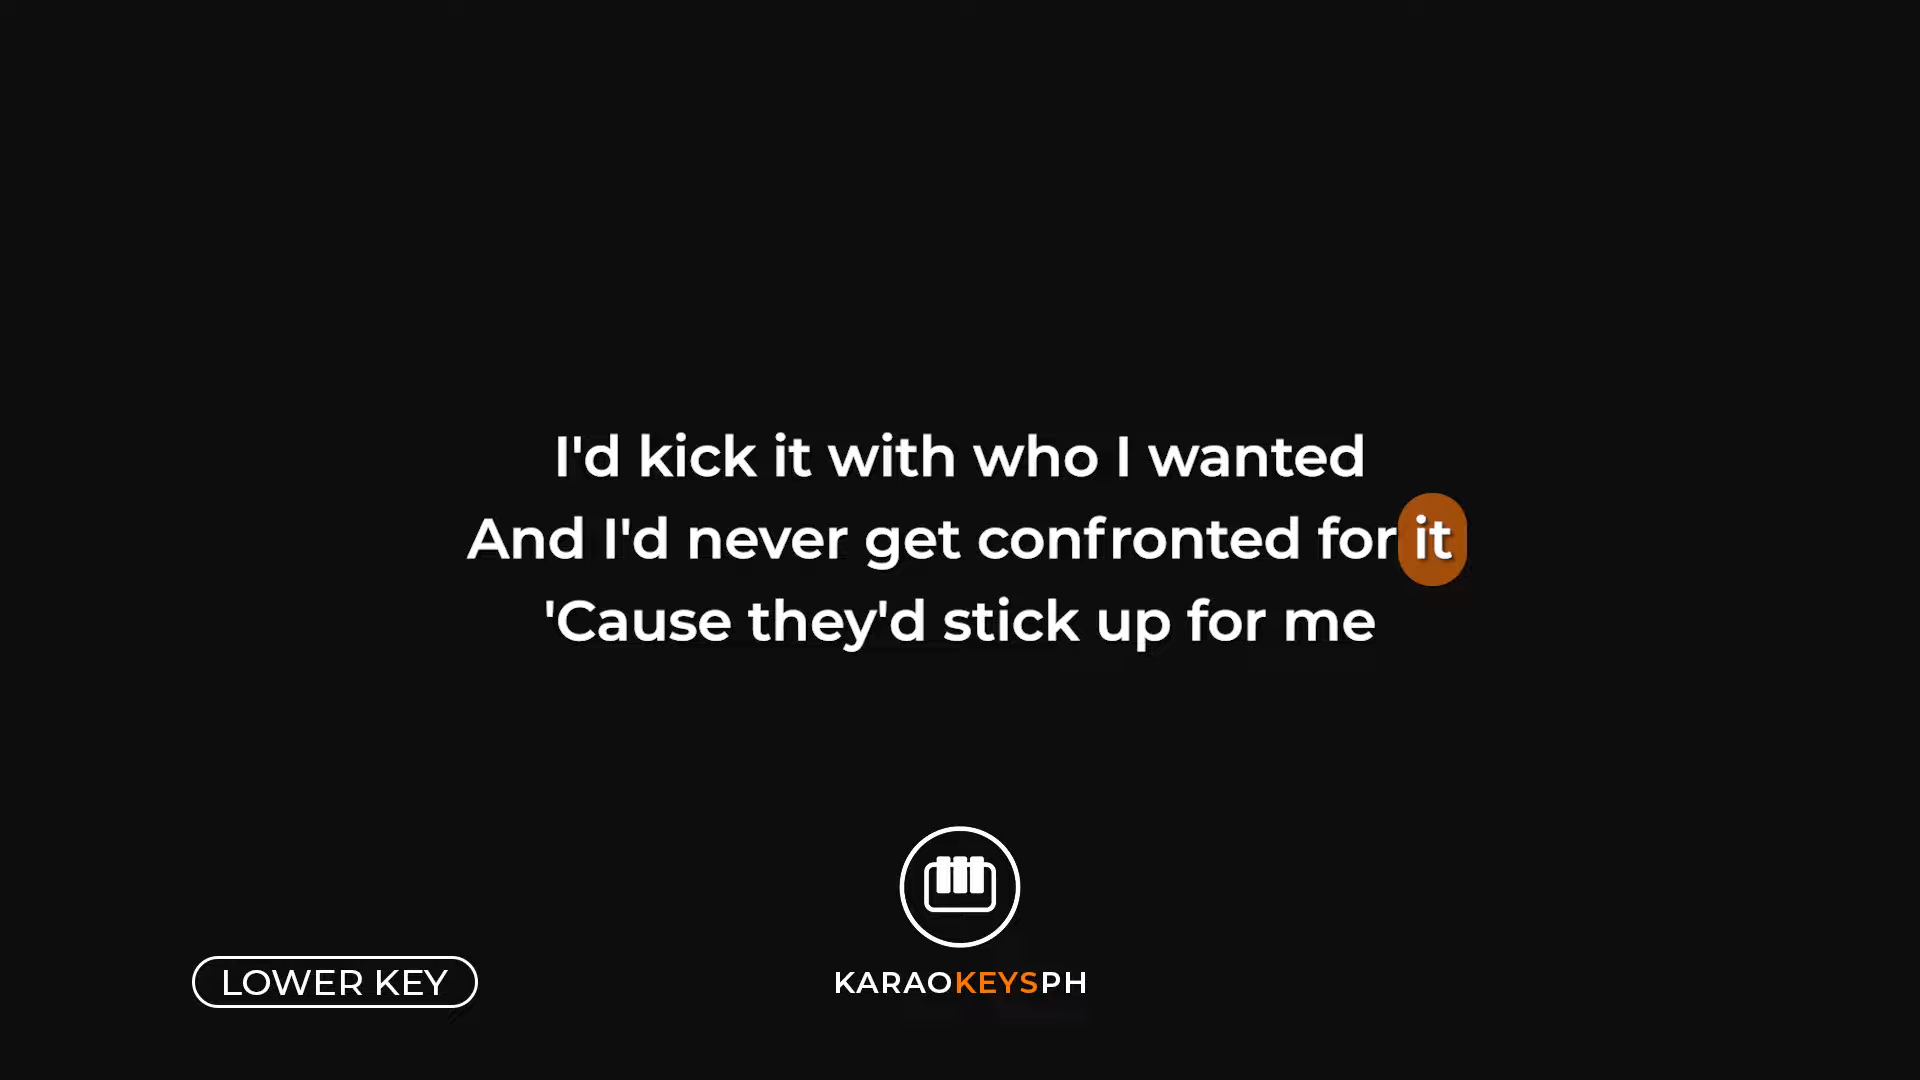 I'd kick it with who I wanted
And I'd never get confronted for it
'Cause they'd stick up for me
LOWER KEY
KARAOKEYSPH